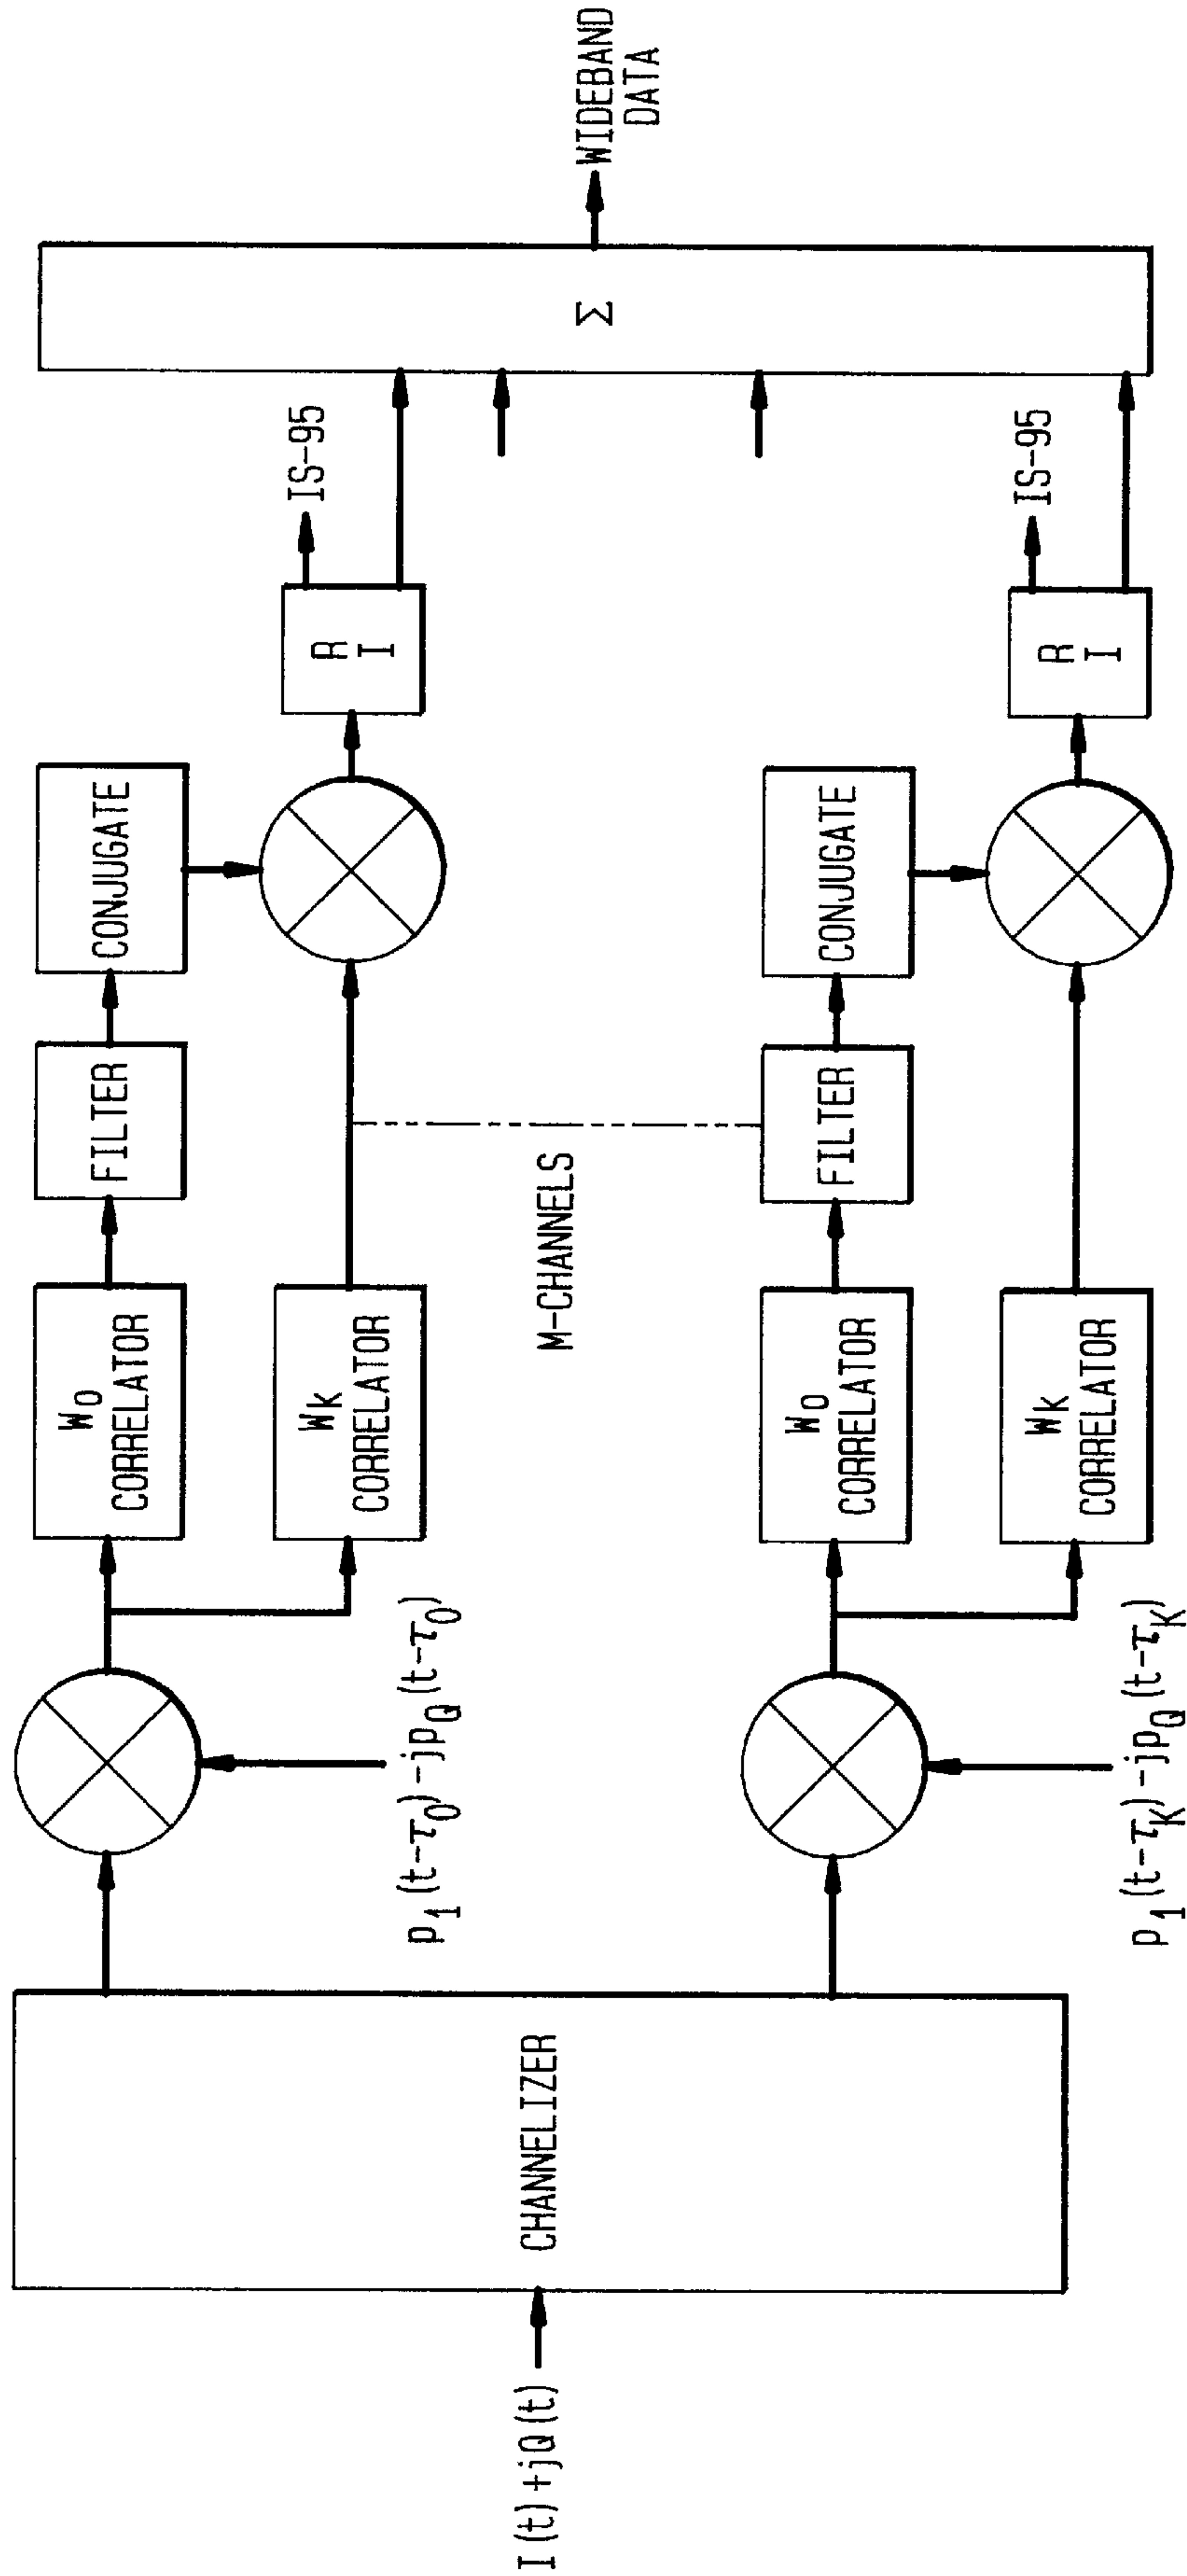 I(t)+jQ(t)
CHANNELIZER
p1(t-τ0)-jpQ(t-τ0)
W0
CORRELATOR
Wk
CORRELATOR
FILTER
CONJUGATE
R
I
IS-95
M-CHANNELS
p1(t-τK)-jpQ(t-τK)
W0
CORRELATOR
Wk
CORRELATOR
FILTER
CONJUGATE
R
I
IS-95
Σ
WIDEBAND
DATA